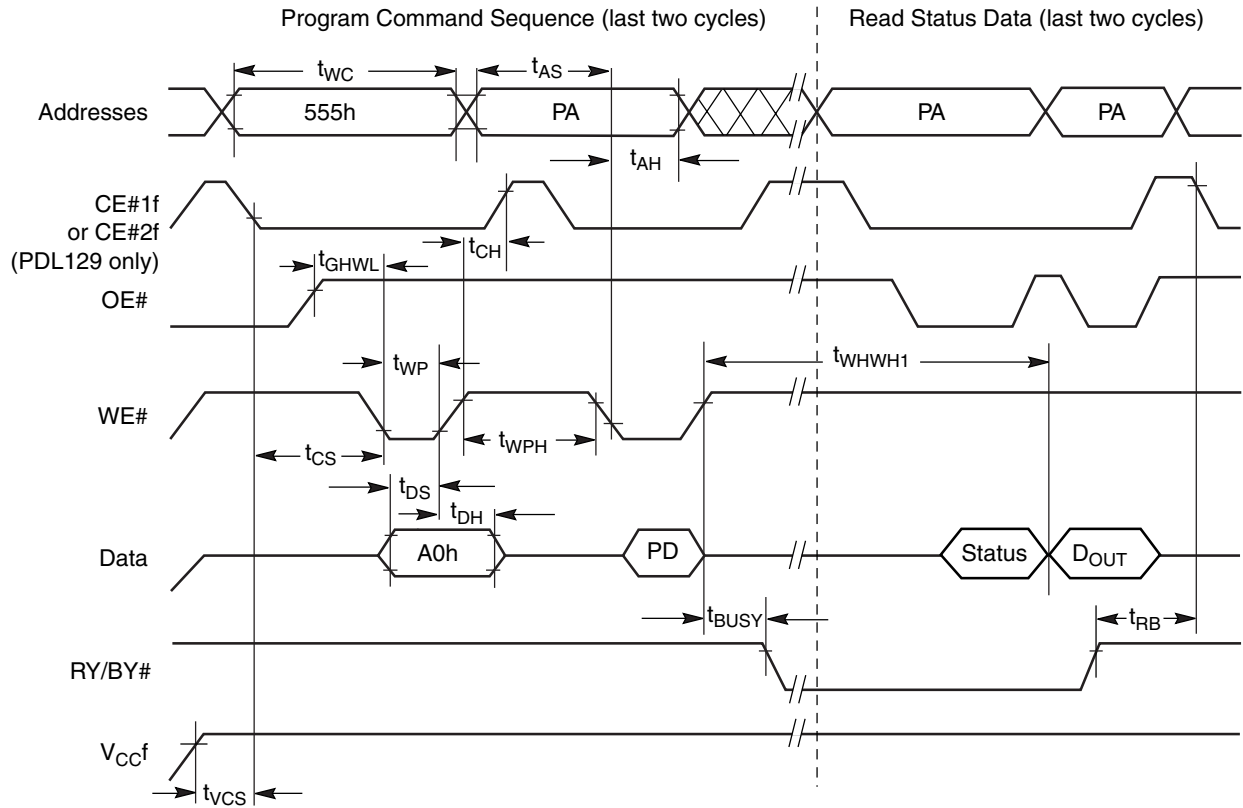 Program Command Sequence (last two cycles)
Read Status Data (last two cycles)
tWC
tAS
Addresses
555h
PA
PA
PA
tAH
CE#1f
or CE#2f
(PDL129 only)
tCH
tGHWL
OE#
tWP
tWHWH1
WE#
tCS
tWPH
tDS
tDH
Data
A0h
PD
Status
DOUT
tBUSY
tRB
RY/BY#
VCCf
tVCS